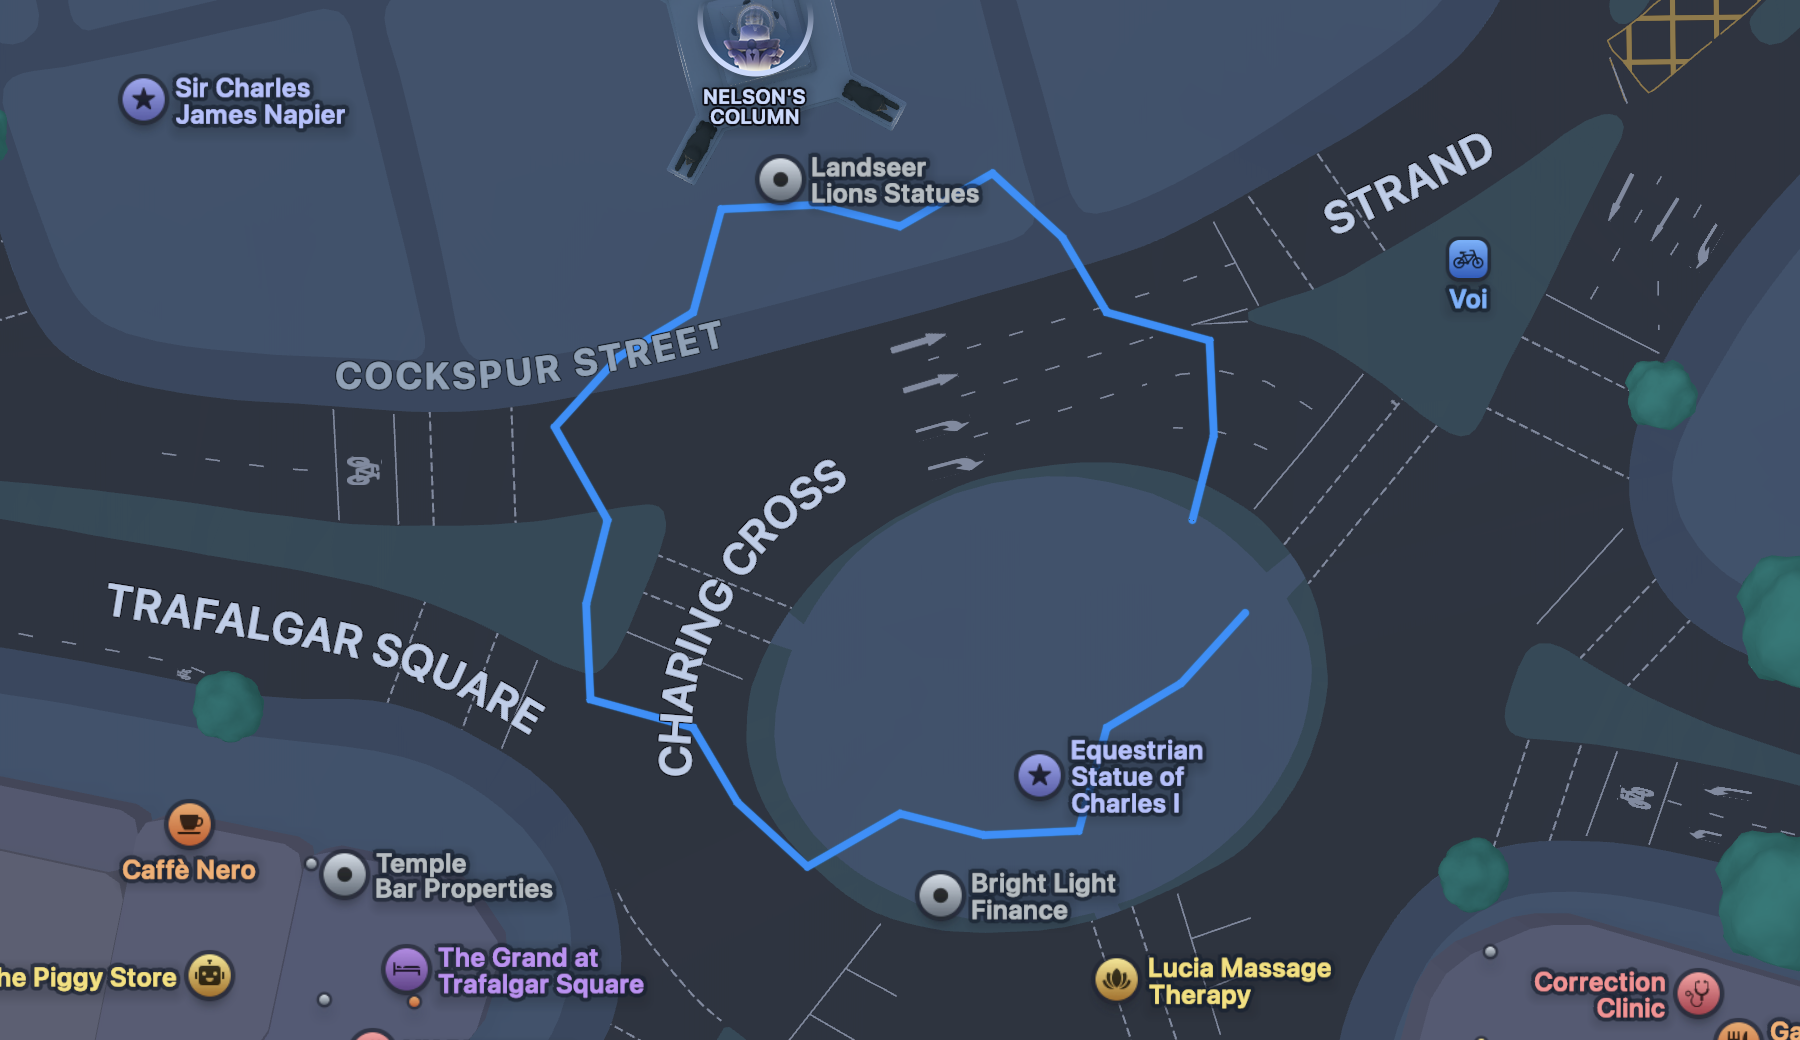 Sir Charles
James Napier
NELSON'S
COLUMN
Landseer
Lions Statues
STRAND
Voi
COCKSPUR STREET
CHARING CROSS
TRAFALGAR SQUARE
Equestrian
Statue of
Charles I
Caffè Nero
Temple
Bar Properties
Bright Light
Finance
he Piggy Store
The Grand at
Trafalgar Square
Lucia Massage
Therapy
Correction
Clinic
Ga